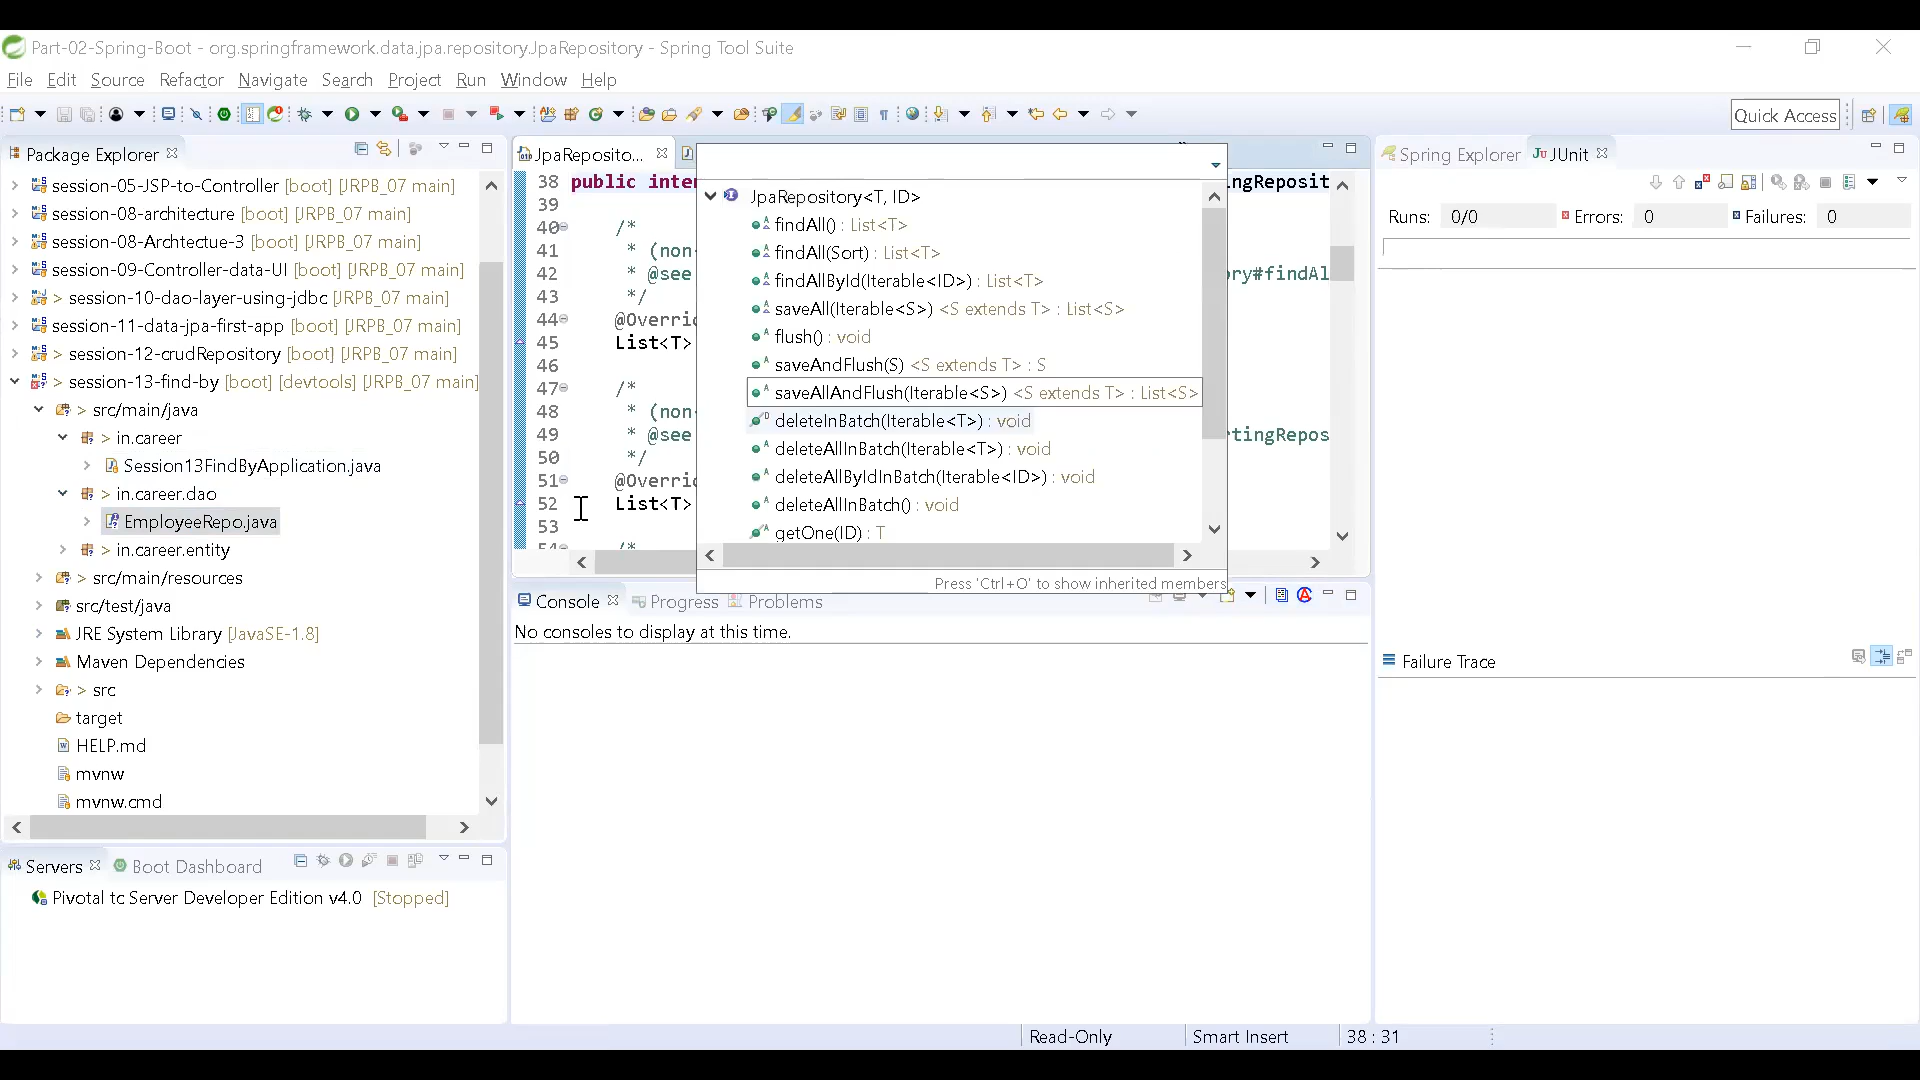 Part-02-Spring-Boot - org.springframework.data.jpa.repository.JpaRepository - Spring Tool Suite
File Edit Source Refactor Navigate Search Project Run Window Help
Quick Access
Package Explorer
session-05-JSP-to-Controller [boot] [JRPB_07 main]
session-08-architecture [boot] [JRPB_07 main]
session-08-Archtectue-3 [boot] [JRPB_07 main]
session-09-Controller-data-UI [boot] [JRPB_07 main]
> session-10-dao-layer-using-jdbc [JRPB_07 main]
session-11-data-jpa-first-app [boot] [JRPB_07 main]
> session-12-crudRepository [boot] [JRPB_07 main]
> session-13-find-by [boot] [devtools] [JRPB_07 main]
> src/main/java
> in.career
Session13FindByApplication.java
> in.career.dao
EmployeeRepo.java
> in.career.entity
src/main/resources
src/test/java
JRE System Library [JavaSE-1.8]
Maven Dependencies
> src
target
HELP.md
mvnw
mvnw.cmd
Servers
Boot Dashboard
Pivotal tc Server Developer Edition v4.0 [Stopped]
JpaReposito...
38 public inte
ngReposit
39
40 /*
41 * (non-
42 * @see
ry#findAl
43 */
44 @Overri
45 List<T>
46
47 /*
48 * (non-
49 * @see
tingRepos
50 */
51 @Overri
52 List<T>
53
54 /*
JpaRepository<T, ID>
findAll() : List<T>
findAll(Sort) : List<T>
findAllById(Iterable<ID>) : List<T>
saveAll(Iterable<S>) <S extends T> : List<S>
flush() : void
saveAndFlush(S) <S extends T> : S
saveAllAndFlush(Iterable<S>) <S extends T> : List<S>
deleteInBatch(Iterable<T>) : void
deleteAllInBatch(Iterable<T>) : void
deleteAllByIdInBatch(Iterable<ID>) : void
deleteAllInBatch() : void
getOne(ID) : T
Press 'Ctrl+O' to show inherited members
Console
Progress
Problems
No consoles to display at this time.
Spring Explorer
JUnit
Runs: 0/0 Errors: 0 Failures: 0
Failure Trace
Read-Only
Smart Insert
38 : 31